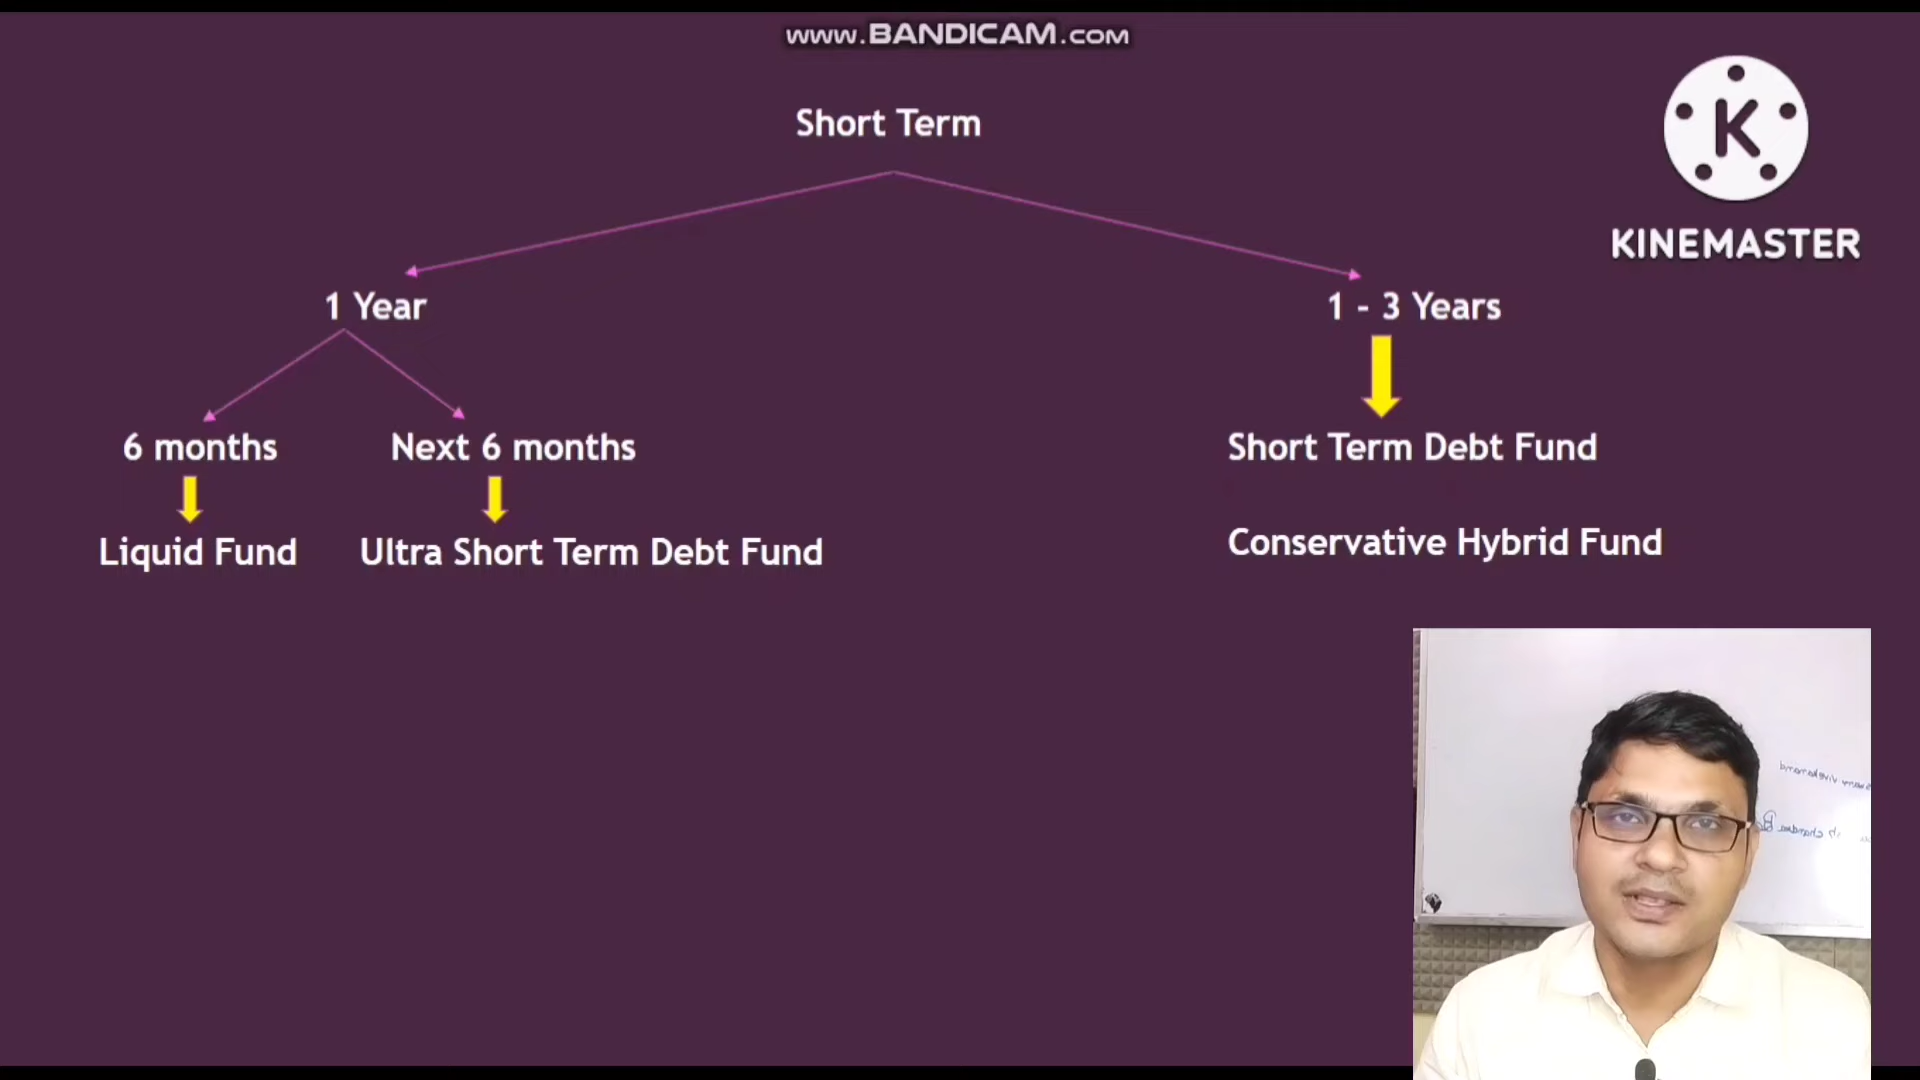 www.BANDICAM.com
Short Term
K
KINEMASTER
1 Year
1 - 3 Years
6 months
Next 6 months
Short Term Debt Fund
Liquid Fund
Ultra Short Term Debt Fund
Conservative Hybrid Fund